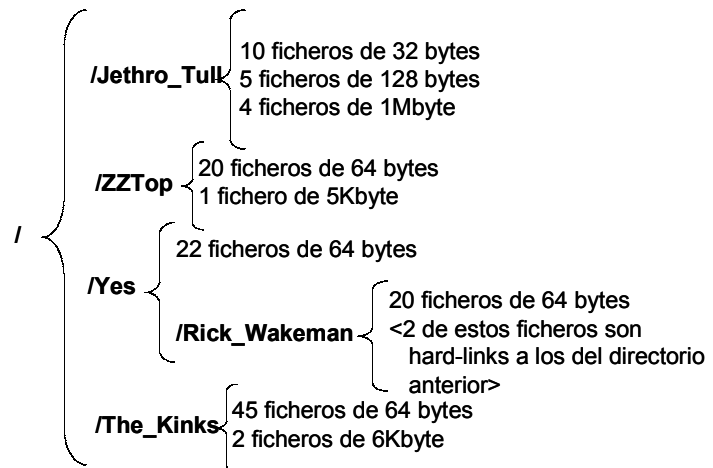 /
/Jethro_Tull
10 ficheros de 32 bytes
5 ficheros de 128 bytes
4 ficheros de 1Mbyte
/ZZTop
20 ficheros de 64 bytes
1 fichero de 5Kbyte
/Yes
22 ficheros de 64 bytes
/Rick_Wakeman
20 ficheros de 64 bytes
<2 de estos ficheros son
hard-links a los del directorio
anterior>
/The_Kinks
45 ficheros de 64 bytes
2 ficheros de 6Kbyte